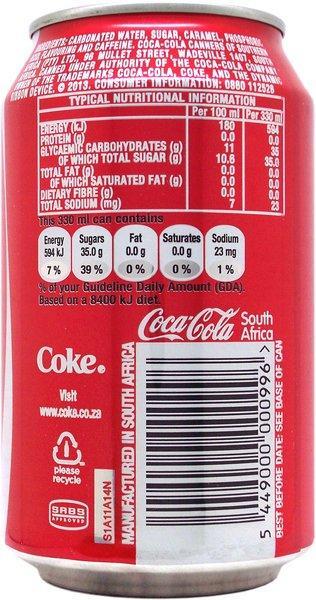 INGREDIENTS: CARBONATED WATER, SUGAR, CARAMEL, PHOSPHORIC
FLAVOURING AND CAFFEINE. COCA-COLA CANNERS OF SOUTHERN
(PTY) LTD. 96 MULLET STREET, WADEVILLE 1407, SOUTH
AFRICA. CANNED UNDER AUTHORITY OF THE COCA-COLA COMPANY
OF THE TRADEMARKS COCA-COLA, COKE, AND THE DYNAMIC
RIBBON DEVICE. © 2013. CONSUMER INFORMATION: 0860 112526
TYPICAL NUTRITIONAL INFORMATION
Per 100 ml Per 330 ml
ENERGY (kJ) 180 594
PROTEIN (g) 0.0 0.0
GLYCAEMIC CARBOHYDRATES (g) 11 35
OF WHICH TOTAL SUGAR (g) 10.6 35.0
TOTAL FAT (g) 0.0 0.0
OF WHICH SATURATED FAT (g) 0.0 0.0
DIETARY FIBRE (g) 0.0 0.0
TOTAL SODIUM (mg) 7 23
This 330 ml can contains
Energy Sugars Fat Saturates Sodium
594 kJ 35.0 g 0.0 g 0.0 g 23 mg
7 % 39 % 0 % 0 % 1 %
% of your Guideline Daily Amount (GDA).
Based on a 8400 kJ diet.
Coca-Cola South
Africa
Coke®
Visit
www.coke.co.za
please
recycle
SABS
APPROVED
S1A11A14N
MANUFACTURED IN SOUTH AFRICA
5 449000 000996 >
BEST BEFORE DATE: SEE BASE OF CAN